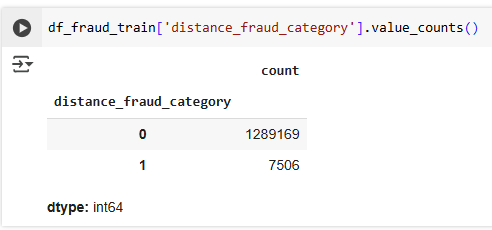 df_fraud_train['distance_fraud_category'].value_counts()
count
distance_fraud_category
0 1289169
1 7506
dtype: int64